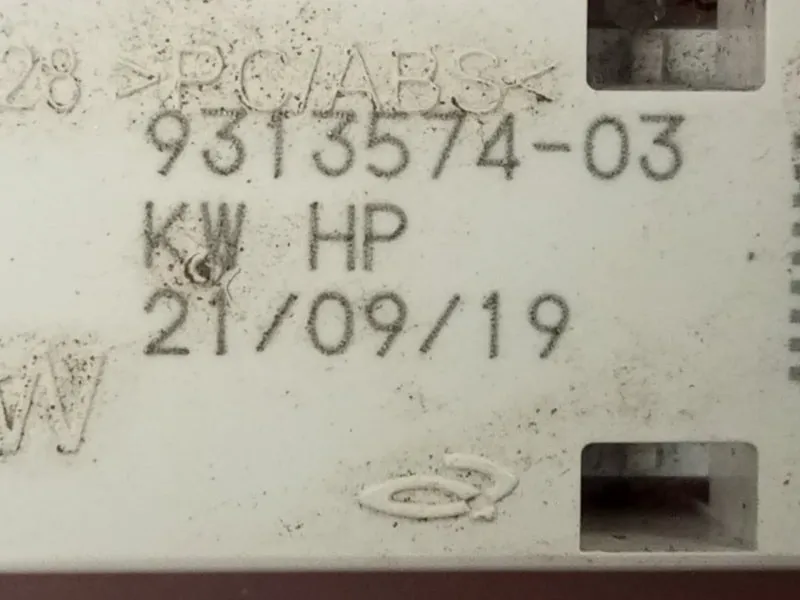 28 >PC/ABS<
9313574-03
KW HP
21/09/19
W